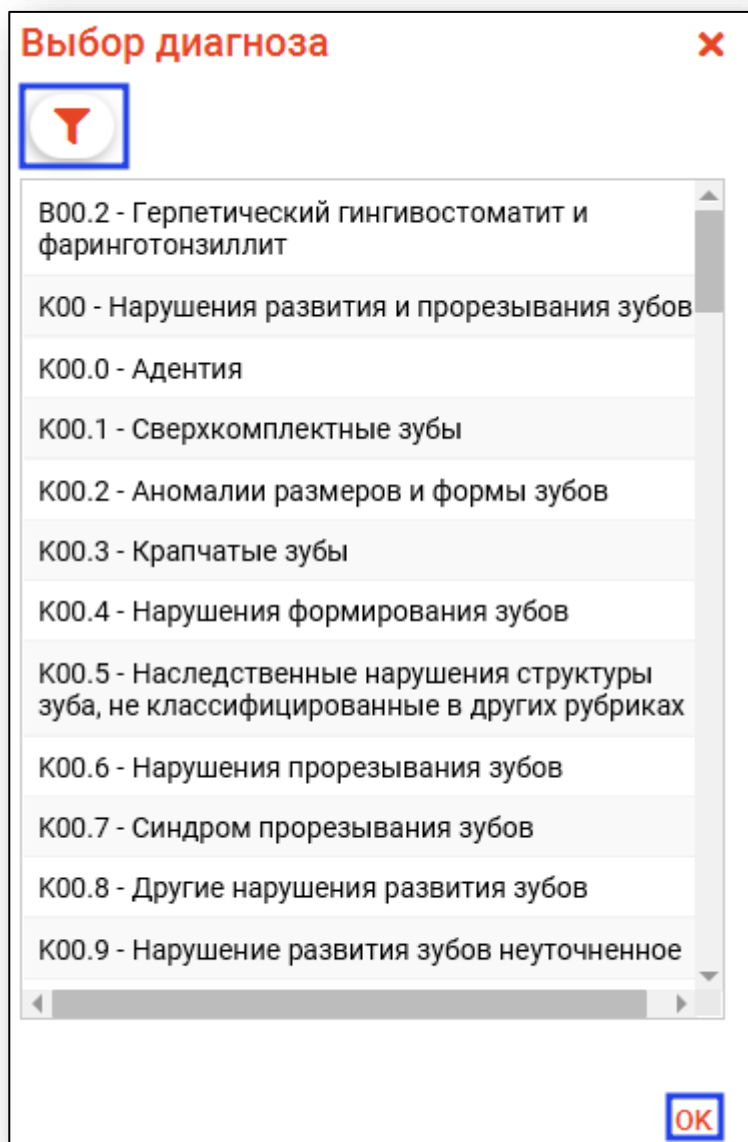 Выбор диагноза
B00.2 - Герпетический гингивостоматит и
фаринготонзиллит
K00 - Нарушения развития и прорезывания зубов
K00.0 - Адентия
K00.1 - Сверхкомплектные зубы
K00.2 - Аномалии размеров и формы зубов
K00.3 - Крапчатые зубы
K00.4 - Нарушения формирования зубов
K00.5 - Наследственные нарушения структуры
зуба, не классифицированные в других рубриках
K00.6 - Нарушения прорезывания зубов
K00.7 - Синдром прорезывания зубов
K00.8 - Другие нарушения развития зубов
K00.9 - Нарушение развития зубов неуточненное
ОК